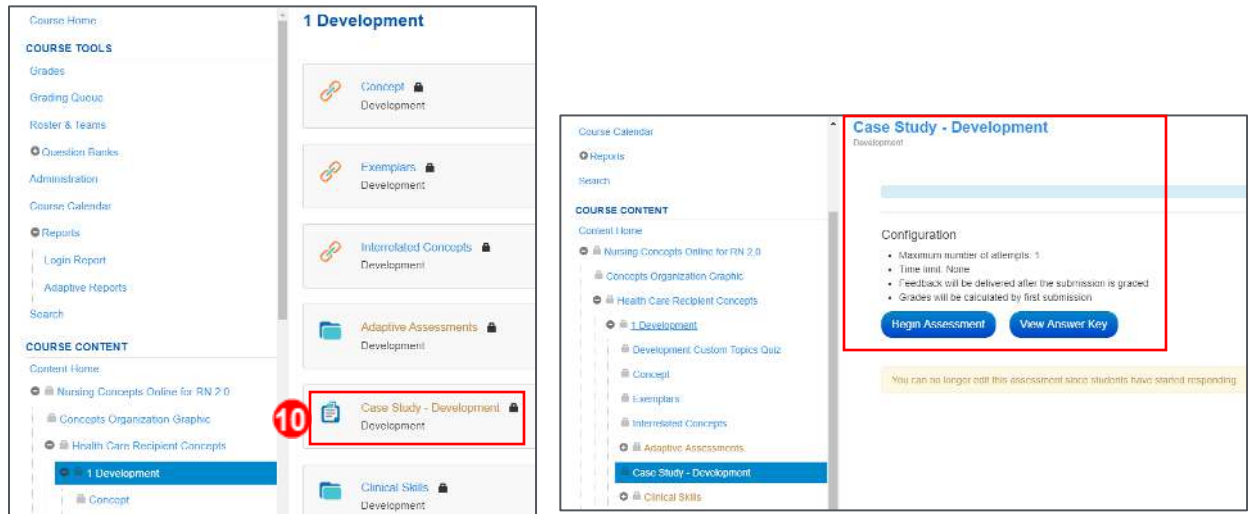 Course Home
COURSE TOOLS
Grades
Grading Queue
Roster & Teams
Question Banks
Administration
Course Calendar
Reports
Login Report
Adaptive Reports
Search
COURSE CONTENT
Content Home
Nursing Concepts Online for RN 2.0
Concepts Organization Graphic
Health Care Recipient Concepts
1 Development
Concept
1 Development
Concept
Development
Exemplars
Development
Interrelated Concepts
Development
Adaptive Assessments
Development
10
Case Study - Development
Development
Clinical Skills
Development
Course Calendar
Reports
Search
COURSE CONTENT
Content Home
Nursing Concepts Online for RN 2.0
Concepts Organization Graphic
Health Care Recipient Concepts
1 Development
Development Custom Topics Quiz
Concept
Exemplars
Interrelated Concepts
Adaptive Assessments
Case Study - Development
Clinical Skills
Case Study - Development
Development
Configuration
• Maximum number of attempts: 1
• Time limit: None
• Feedback will be delivered after the submission is graded
• Grades will be calculated by first submission
Begin Assessment View Answer Key
You can no longer edit this assessment since students have started responding.